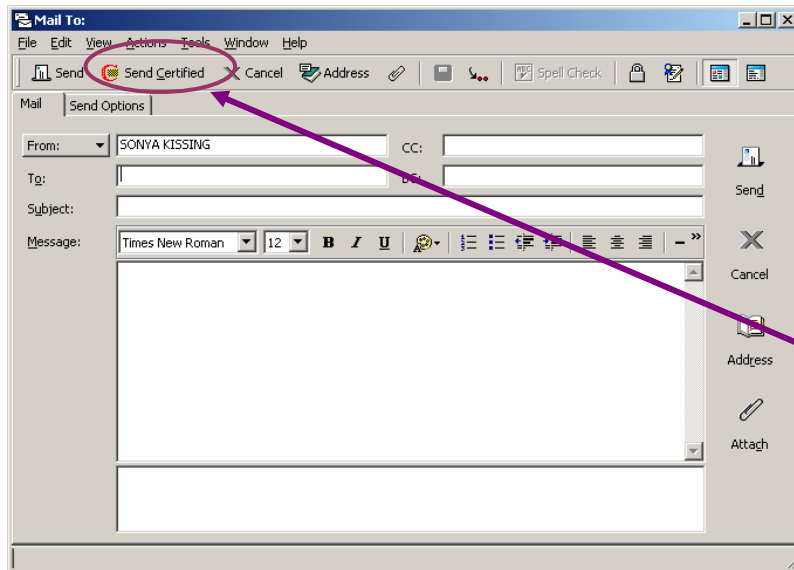 Mail To:
File Edit View Actions Tools Window Help
Send Send Certified Cancel Address Spell Check
Mail Send Options
From: SONYA KISSING CC:
To: BC:
Subject:
Message: Times New Roman 12 B I U
Send
Cancel
Address
Attach